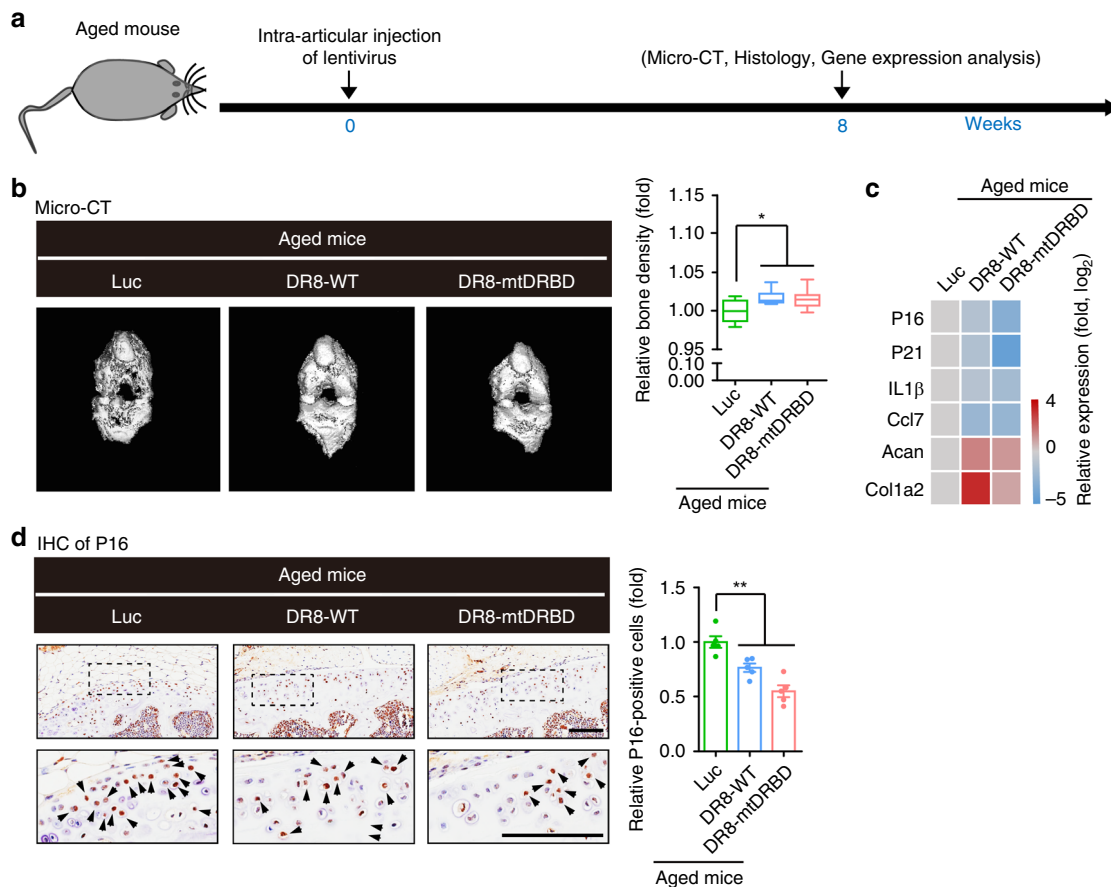 a
Aged mouse
Intra-articular injection
of lentivirus
(Micro-CT, Histology, Gene expression analysis)
0
8
Weeks
b
Micro-CT
Aged mice
Luc
DR8-WT
DR8-mtDRBD
Relative bone density (fold)
1.15
1.10
1.05
1.00
0.95
0.10
0.00
*
Luc
DR8-WT
DR8-mtDRBD
Aged mice
c
Aged mice
Luc
DR8-WT
DR8-mtDRBD
P16
P21
IL1β
Ccl7
Acan
Col1a2
4
0
–5
Relative expression (fold, log₂)
d
IHC of P16
Aged mice
Luc
DR8-WT
DR8-mtDRBD
Relative P16-positive cells (fold)
1.5
1.0
0.5
0.0
**
Luc
DR8-WT
DR8-mtDRBD
Aged mice